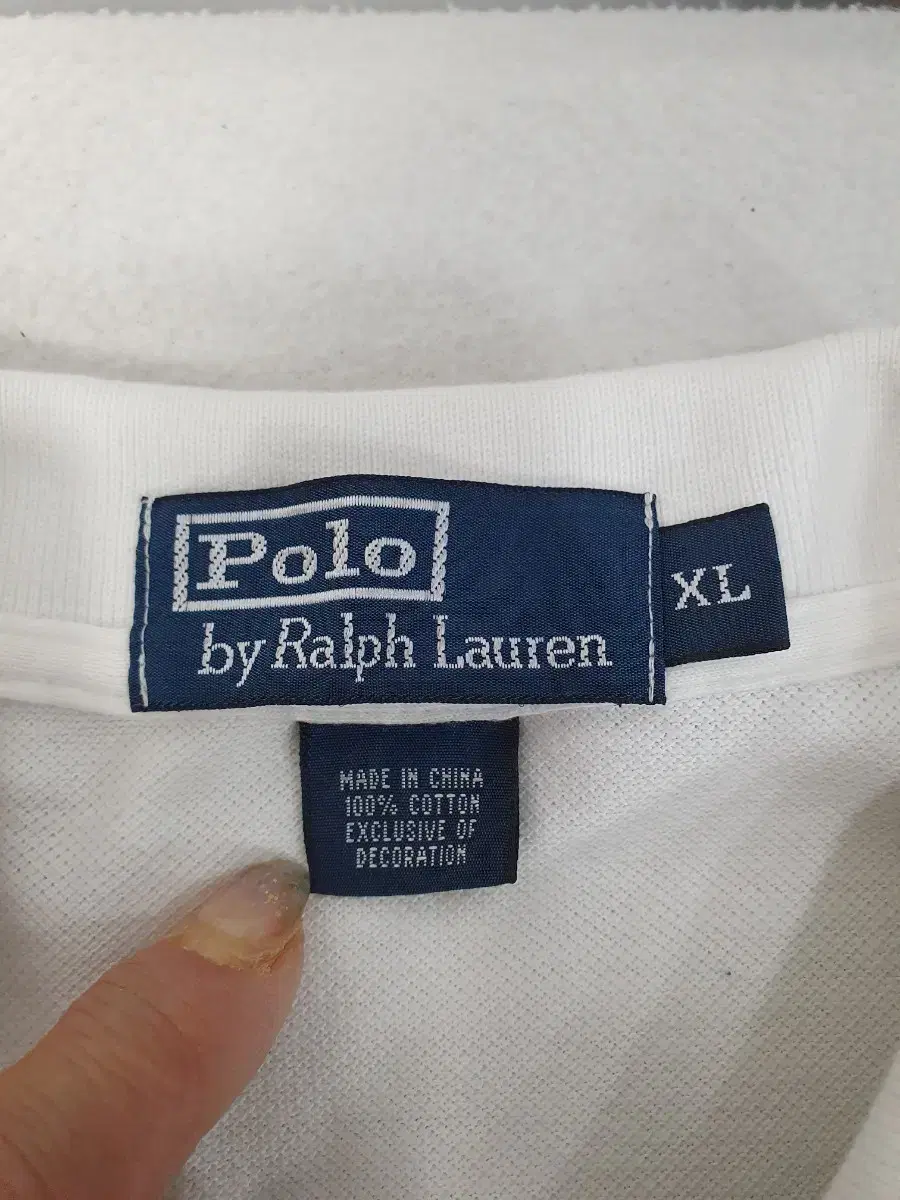 Polo
by Ralph Lauren
XL
MADE IN CHINA
100% COTTON
EXCLUSIVE OF
DECORATION